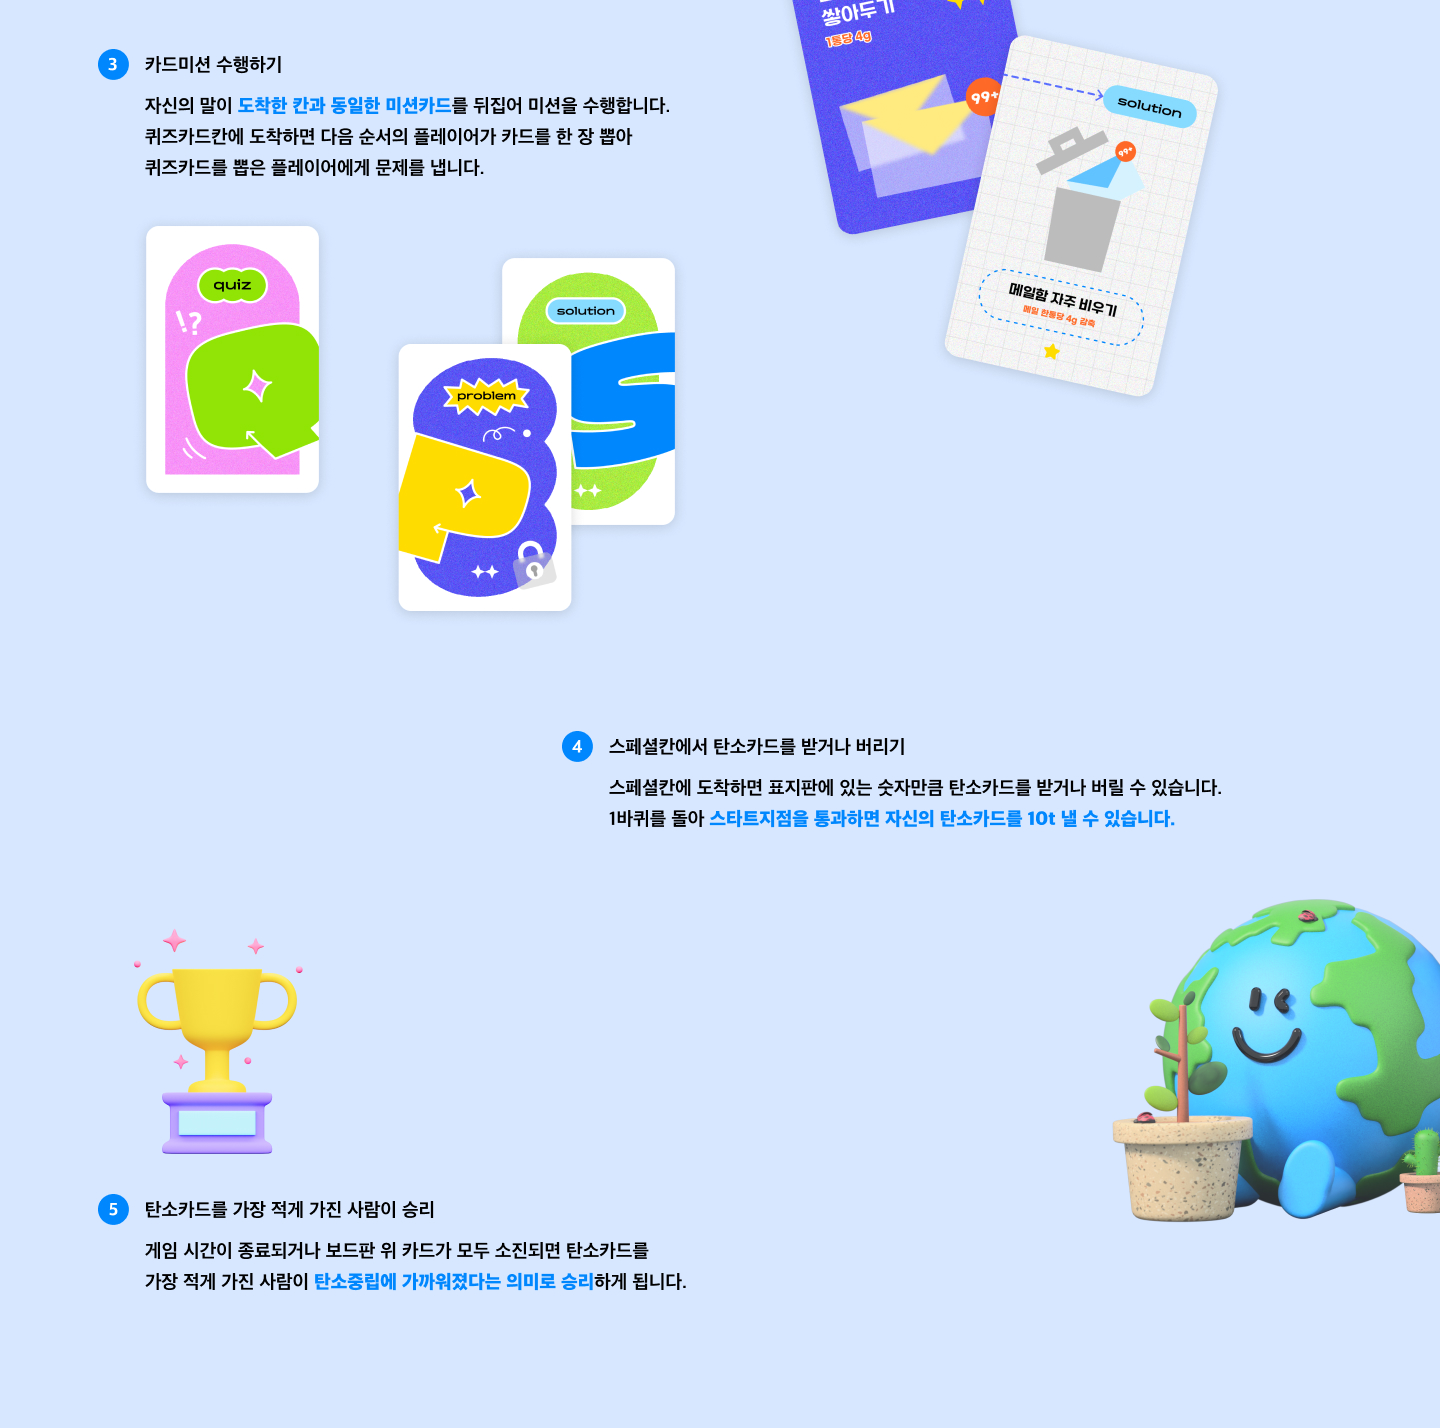 쌓아두기
1통당 4g
99+
solution
99+
메일함 자주 비우기
메일 한통당 4g 감축
3
카드미션 수행하기
자신의 말이 도착한 칸과 동일한 미션카드를 뒤집어 미션을 수행합니다.
퀴즈카드칸에 도착하면 다음 순서의 플레이어가 카드를 한 장 뽑아
퀴즈카드를 뽑은 플레이어에게 문제를 냅니다.
quiz
!?
solution
problem
4
스페셜칸에서 탄소카드를 받거나 버리기
스페셜칸에 도착하면 표지판에 있는 숫자만큼 탄소카드를 받거나 버릴 수 있습니다.
1바퀴를 돌아 스타트지점을 통과하면 자신의 탄소카드를 10t 낼 수 있습니다.
5
탄소카드를 가장 적게 가진 사람이 승리
게임 시간이 종료되거나 보드판 위 카드가 모두 소진되면 탄소카드를
가장 적게 가진 사람이 탄소중립에 가까워졌다는 의미로 승리하게 됩니다.